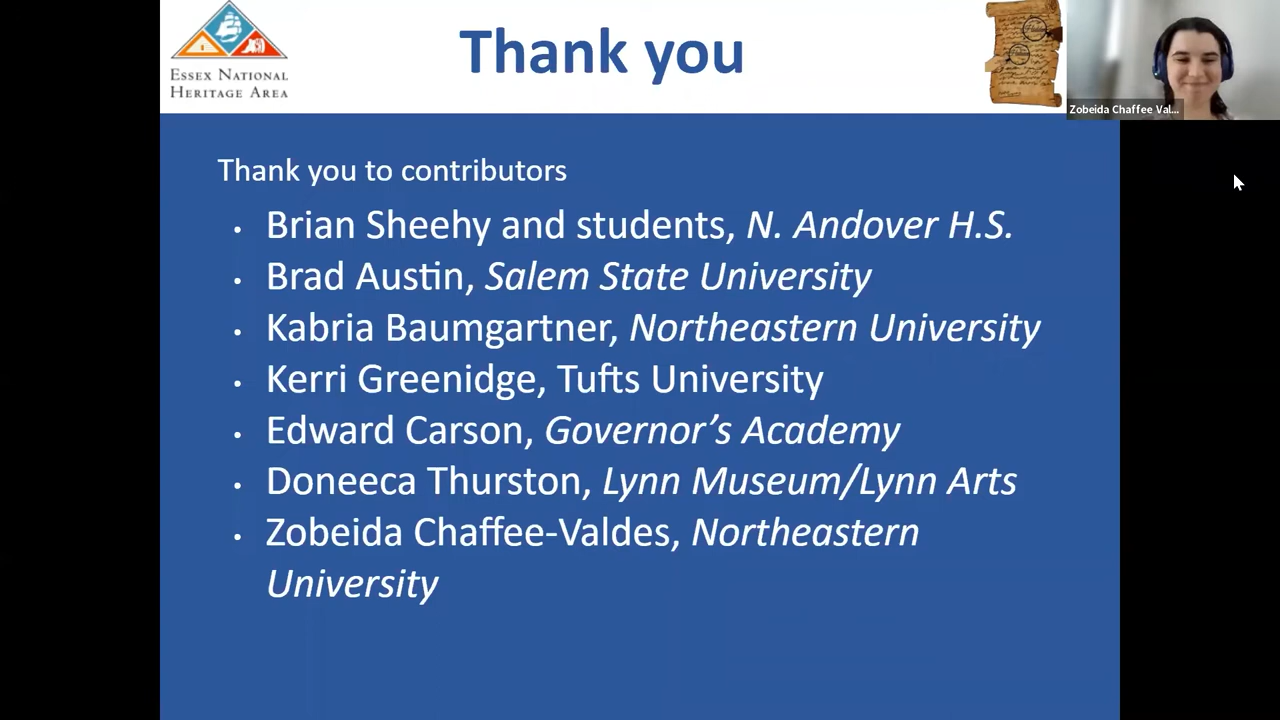 Thank you
ESSEX NATIONAL
HERITAGE AREA
Zobeida Chaffee Val...
Thank you to contributors
• Brian Sheehy and students, N. Andover H.S.
• Brad Austin, Salem State University
• Kabria Baumgartner, Northeastern University
• Kerri Greenidge, Tufts University
• Edward Carson, Governor’s Academy
• Doneeca Thurston, Lynn Museum/Lynn Arts
• Zobeida Chaffee-Valdes, Northeastern
University